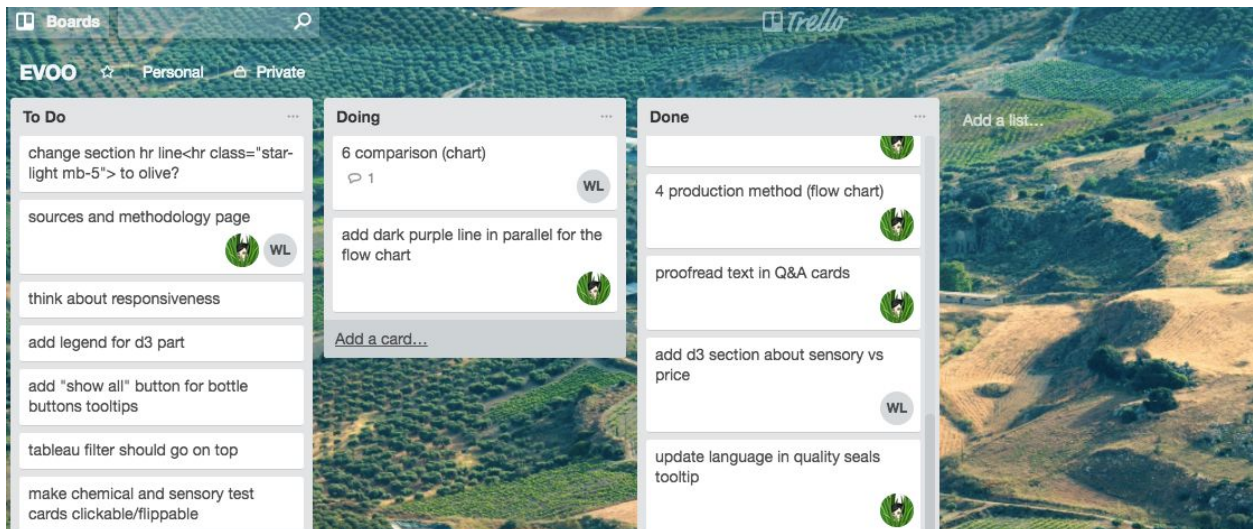 Boards
Trello
EVOO Personal Private
To Do
change section hr line<hr class="star-
light mb-5"> to olive?
sources and methodology page
WL
think about responsiveness
add legend for d3 part
add "show all" button for bottle
buttons tooltips
tableau filter should go on top
make chemical and sensory test
cards clickable/flippable
Doing
6 comparison (chart)
1
WL
add dark purple line in parallel for the
flow chart
Add a card...
Done
4 production method (flow chart)
proofread text in Q&A cards
add d3 section about sensory vs
price
WL
update language in quality seals
tooltip
Add a list...